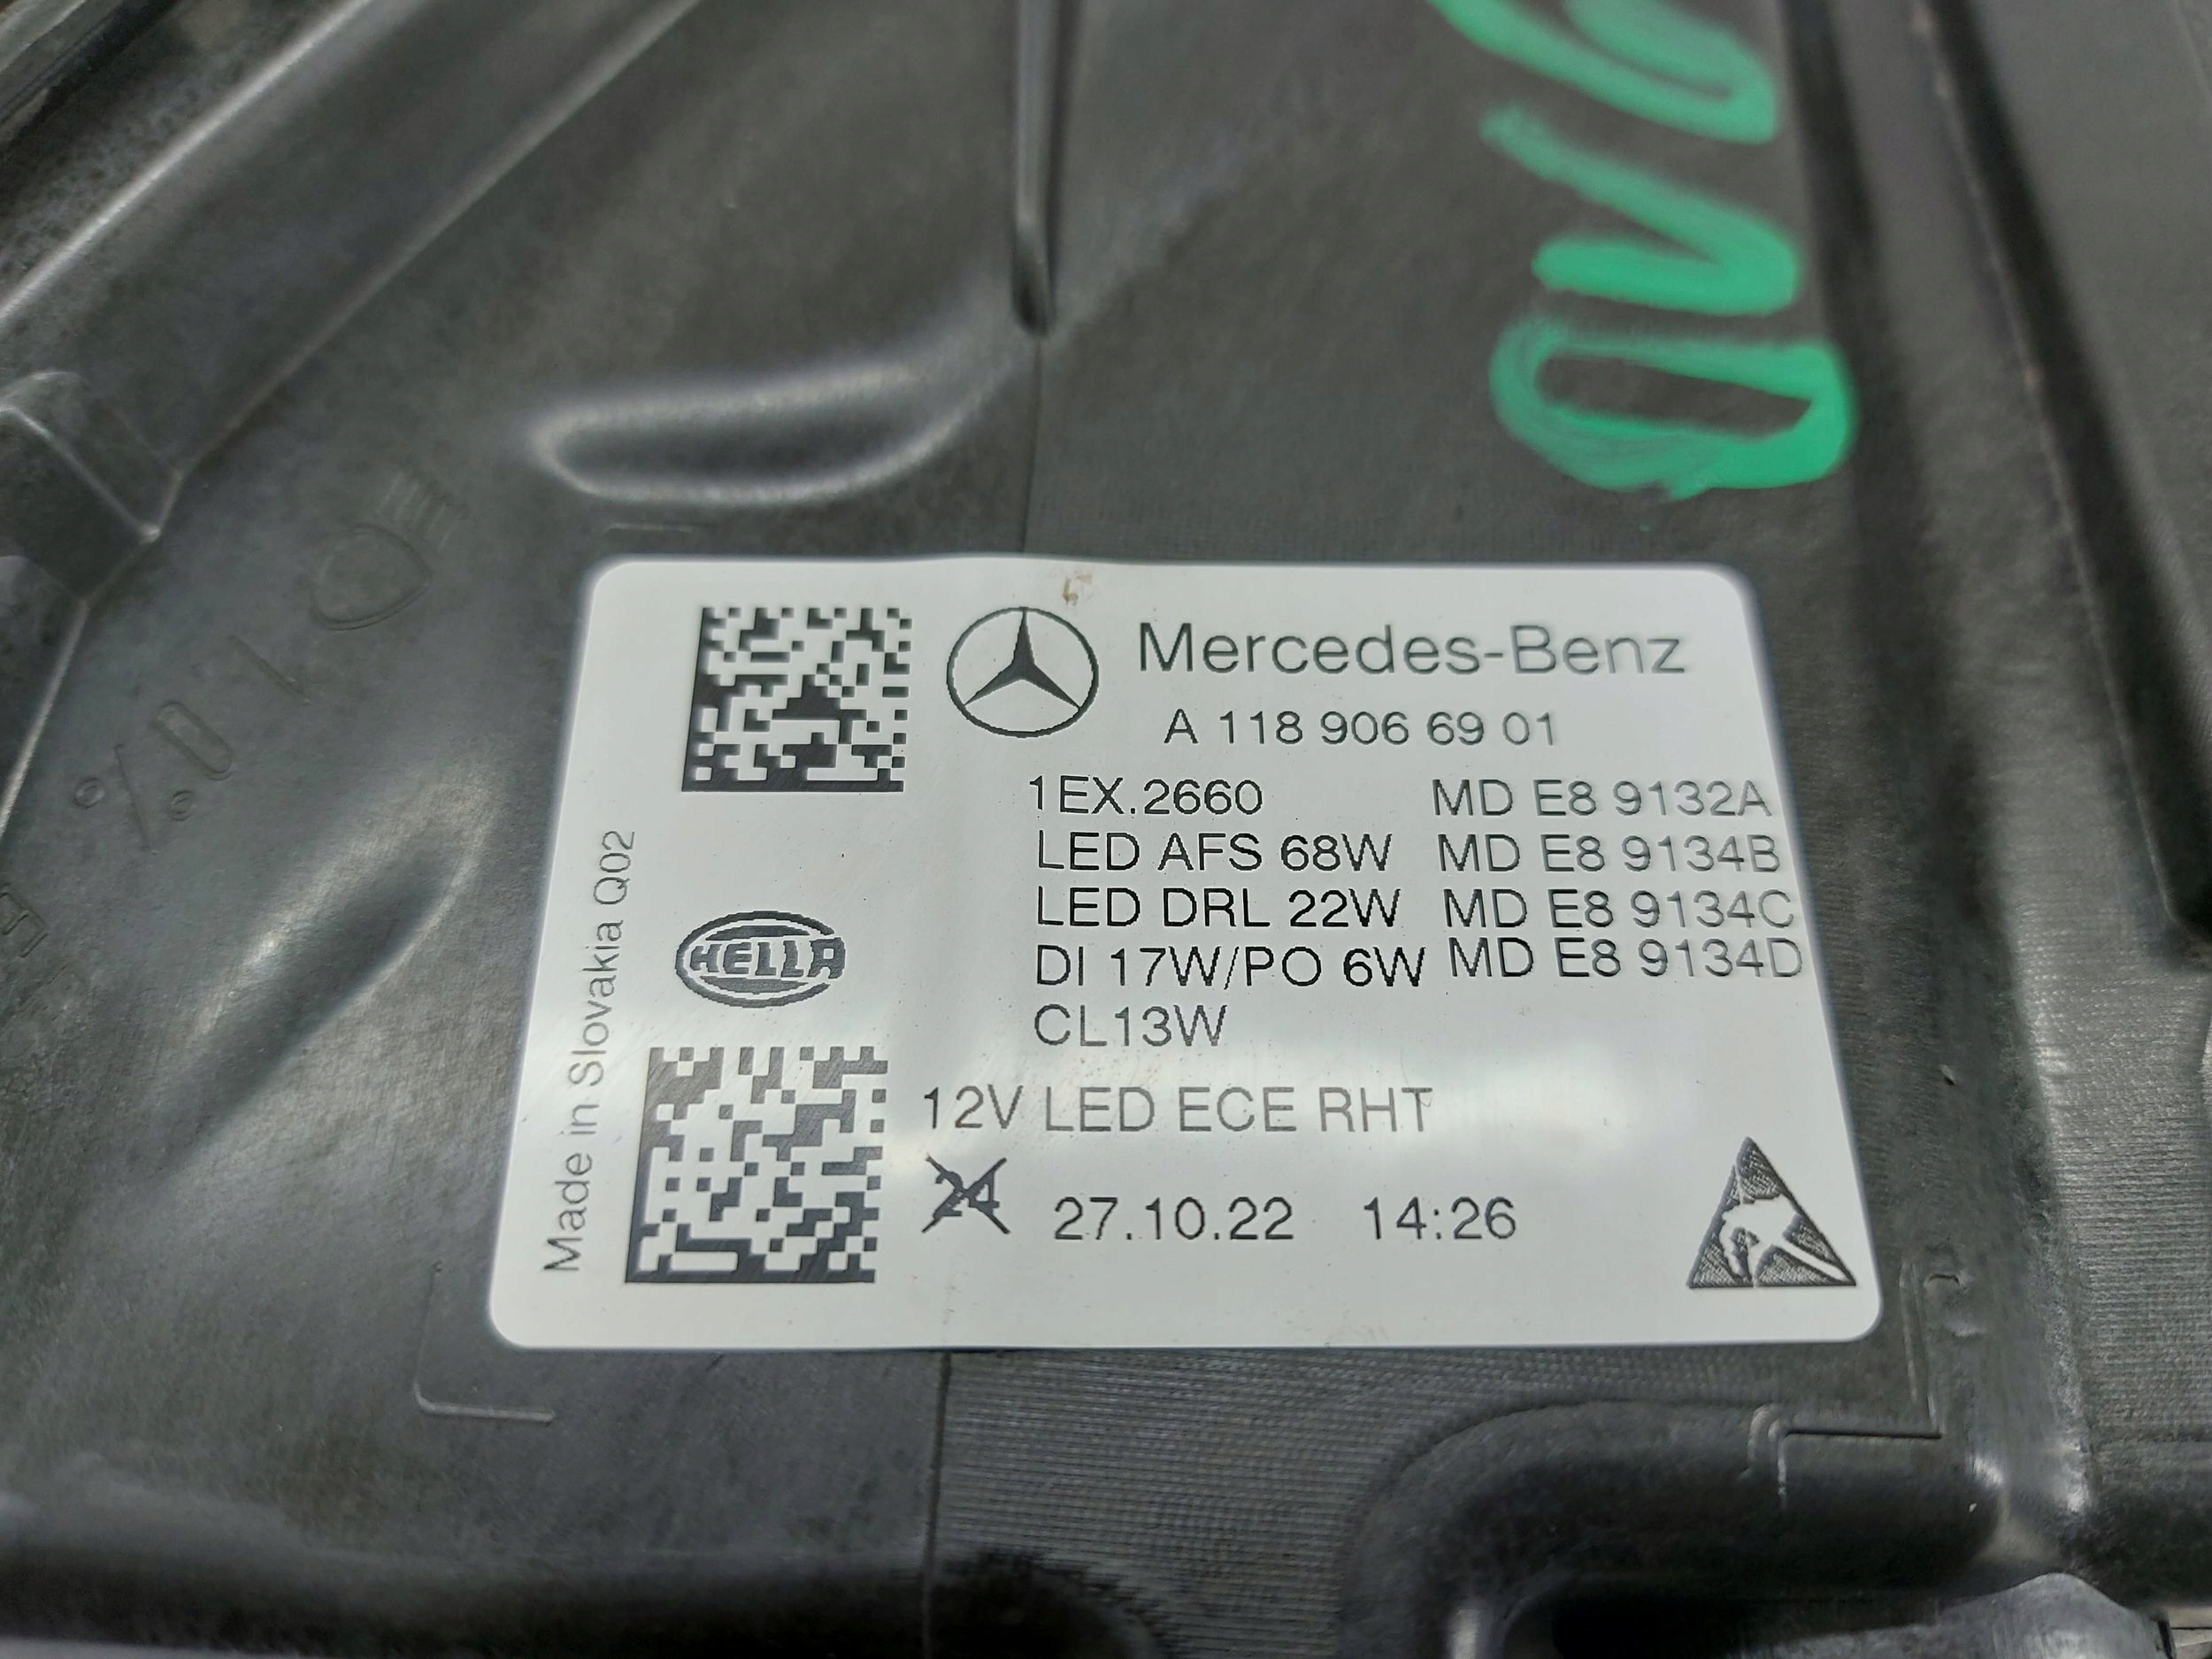 Mercedes-Benz
A 118 906 69 01
1EX.2660 MD E8 9132A
LED AFS 68W MD E8 9134B
LED DRL 22W MD E8 9134C
DI 17W/PO 6W MD E8 9134D
CL13W
HELLA
12V LED ECE RHT
24 27.10.22 14:26
Made in Slovakia Q02